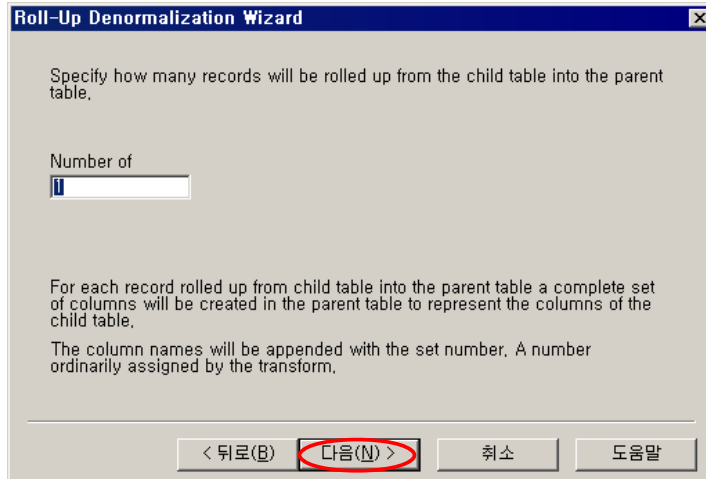 Roll-Up Denormalization Wizard
Specify how many records will be rolled up from the child table into the parent
table,
Number of
1
For each record rolled up from child table into the parent table a complete set
of columns will be created in the parent table to represent the columns of the
child table,
The column names will be appended with the set number, A number
ordinarily assigned by the transform,
< 뒤로(B) 다음(N) > 취소 도움말